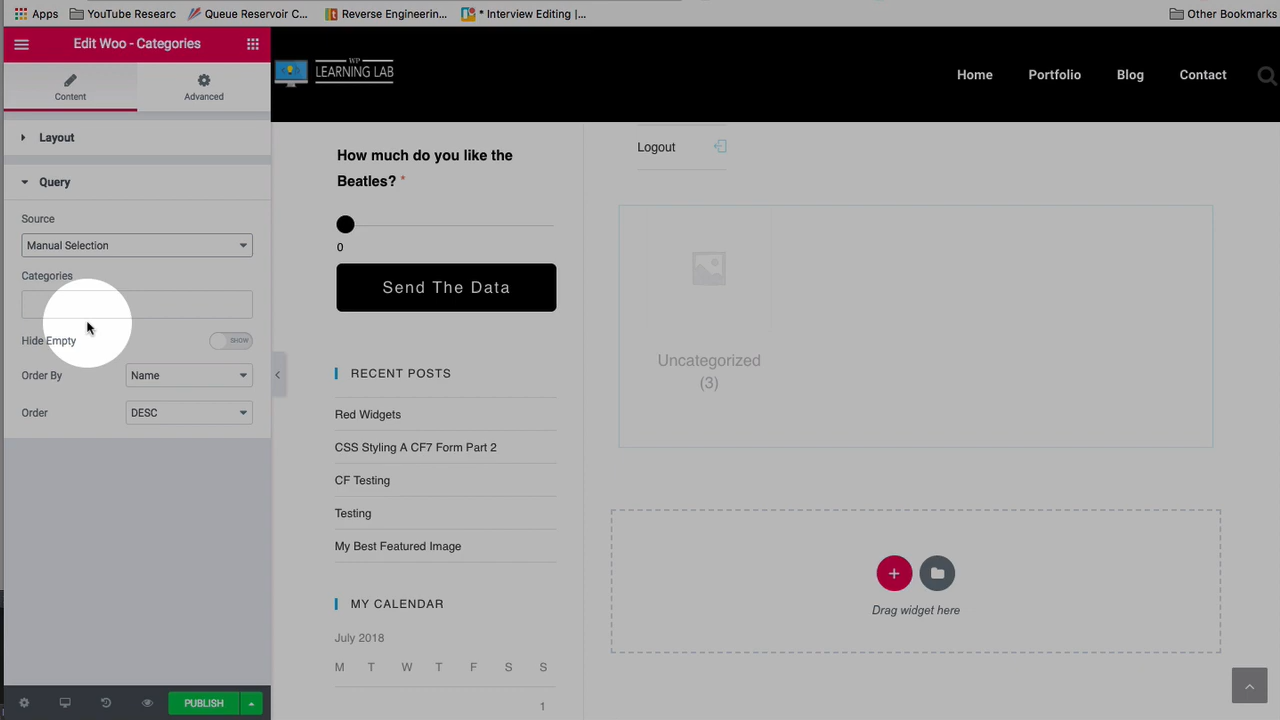 Apps
YouTube Researc
Queue Reservoir C...
Reverse Engineerin...
* Interview Editing |...
Other Bookmarks
Edit Woo - Categories
Content
Advanced
Layout
Query
Source
Manual Selection
Categories
Hide Empty
SHOW
Order By
Name
Order
DESC
PUBLISH
WP
LEARNING LAB
Home
Portfolio
Blog
Contact
How much do you like the
Beatles? *
0
Send The Data
RECENT POSTS
Red Widgets
CSS Styling A CF7 Form Part 2
CF Testing
Testing
My Best Featured Image
MY CALENDAR
July 2018
M T W T F S S
1
Logout
Uncategorized
(3)
+
Drag widget here